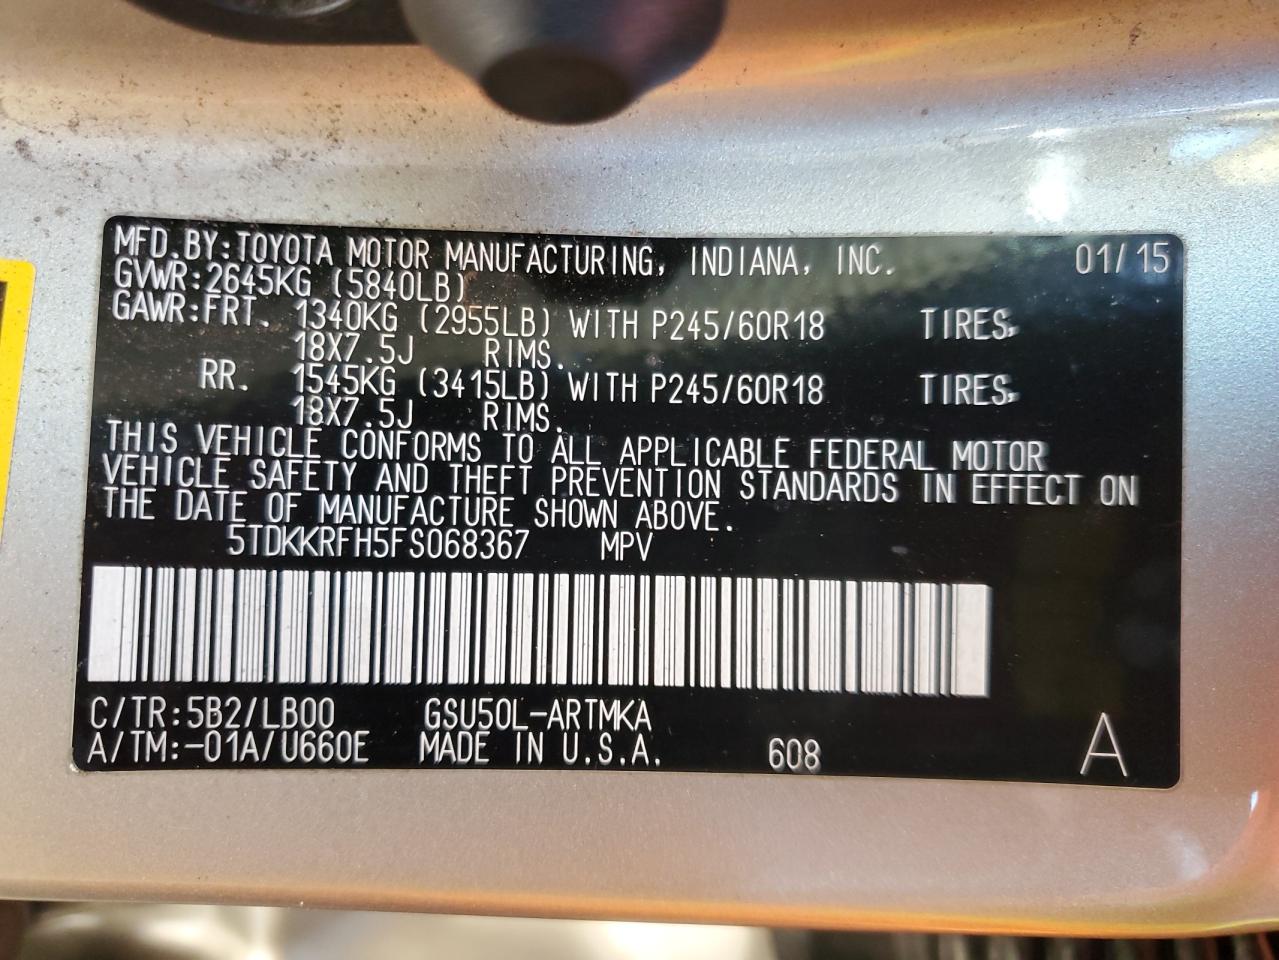 MFD.BY:TOYOTA MOTOR MANUFACTURING, INDIANA, INC. 01/15
GVWR:2645KG (5840LB)
GAWR:FRT. 1340KG (2955LB) WITH P245/60R18 TIRES,
18X7.5J RIMS.
RR. 1545KG (3415LB) WITH P245/60R18 TIRES,
18X7.5J RIMS.
THIS VEHICLE CONFORMS TO ALL APPLICABLE FEDERAL MOTOR
VEHICLE SAFETY AND THEFT PREVENTION STANDARDS IN EFFECT ON
THE DATE OF MANUFACTURE SHOWN ABOVE.
5TDKKRFH5FS068367 MPV
C/TR:5B2/LB00 GSU50L-ARTMKA
A/TM:-01A/U660E MADE IN U.S.A. 608 A